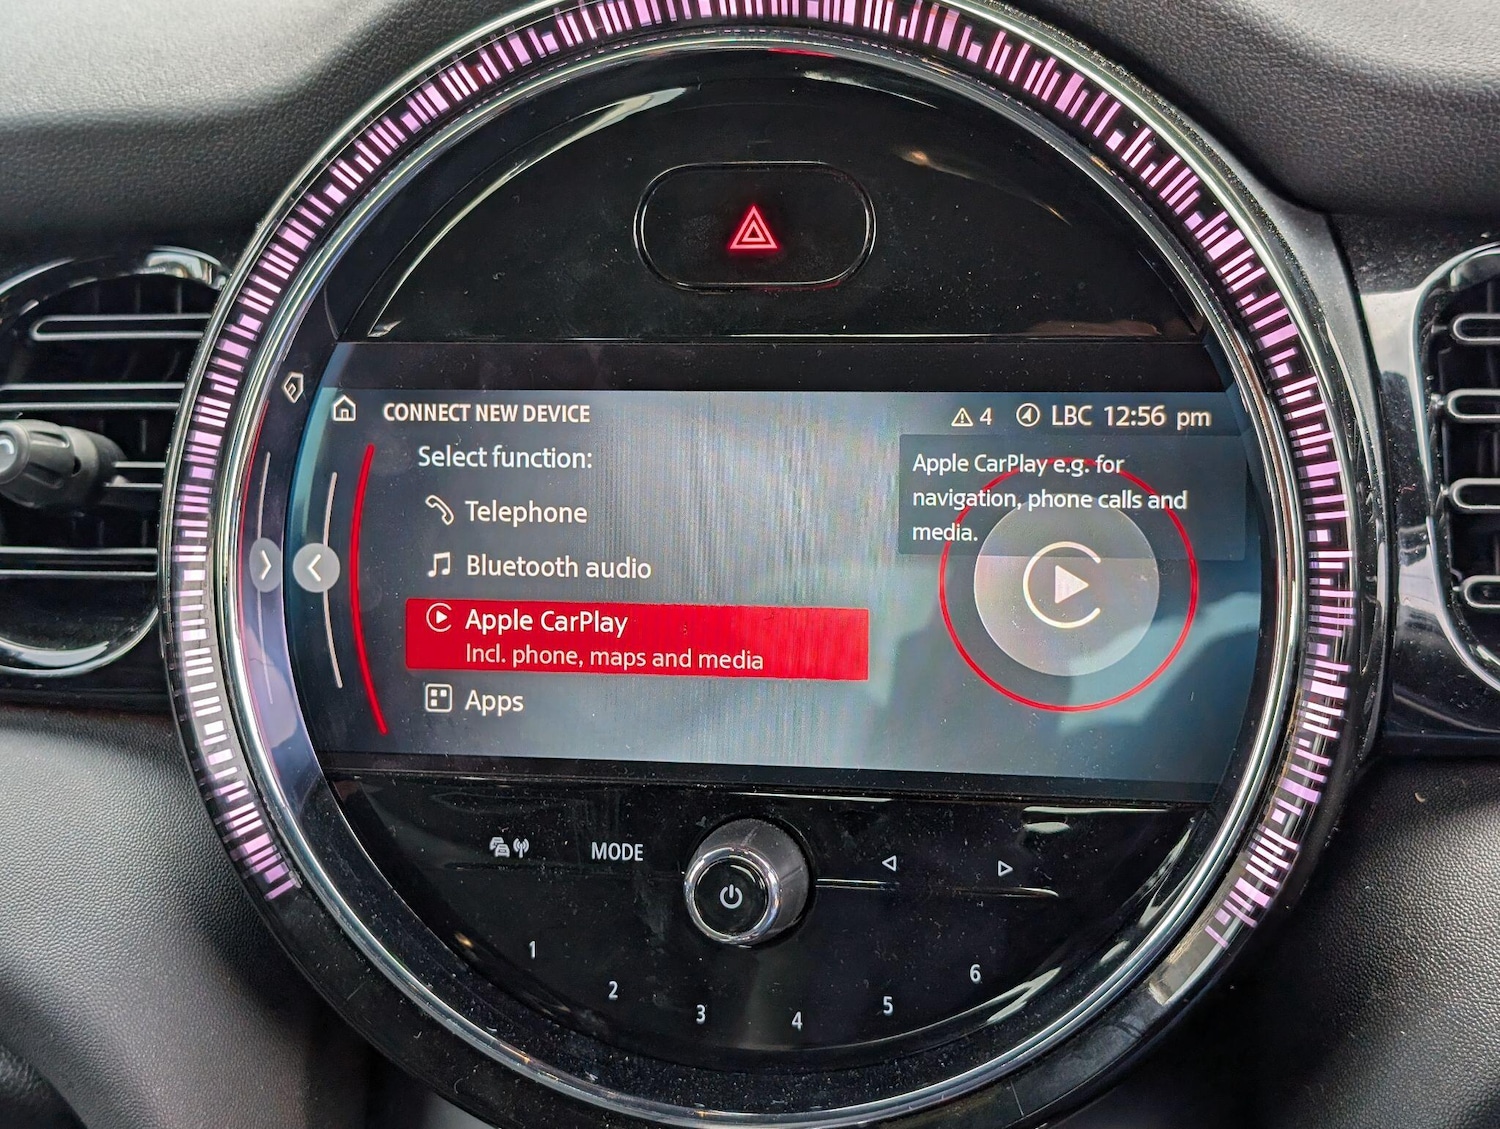 CONNECT NEW DEVICE
4 LBC 12:56 pm
Select function:
Telephone
Bluetooth audio
Apple CarPlay
Incl. phone, maps and media
Apps
Apple CarPlay e.g. for
navigation, phone calls and
media.
MODE
1
2
3
4
5
6